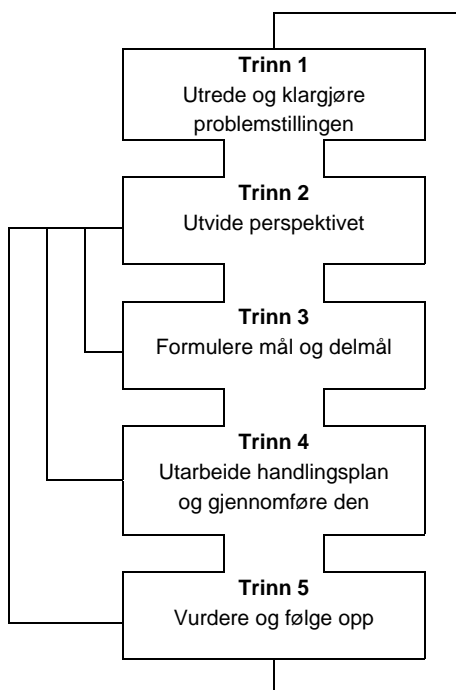 Trinn 1
Utrede og klargjøre
problemstillingen
Trinn 2
Utvide perspektivet
Trinn 3
Formulere mål og delmål
Trinn 4
Utarbeide handlingsplan
og gjennomføre den
Trinn 5
Vurdere og følge opp